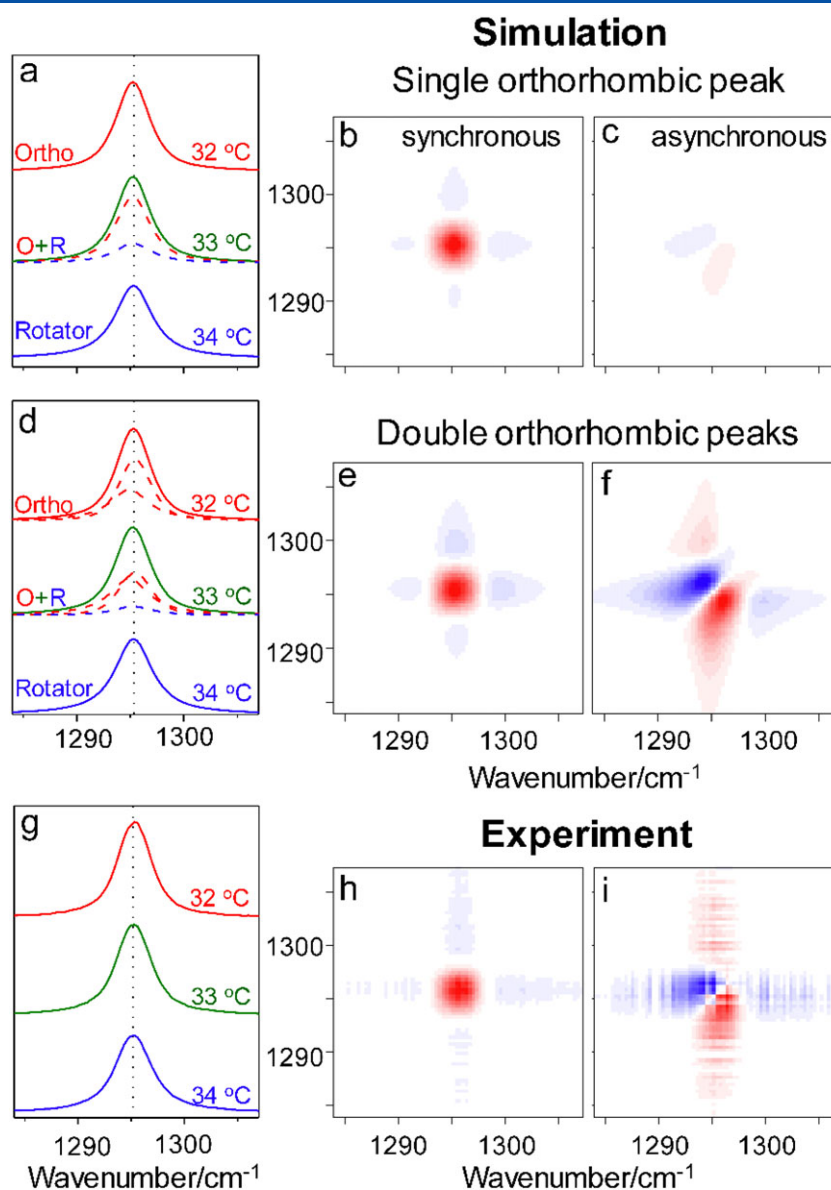 Simulation
Single orthorhombic peak
a
Ortho 32 °C
O+R 33 °C
Rotator 34 °C
1290 1300
b synchronous
c asynchronous
1300
1290
d
Ortho 32 °C
O+R 33 °C
Rotator 34 °C
1290 1300
Double orthorhombic peaks
e
f
1300
1290
1290 1300 1290 1300
Wavenumber/cm-1
Experiment
g
32 °C
33 °C
34 °C
1290 1300
Wavenumber/cm-1
h
i
1300
1290
1290 1300 1290 1300
Wavenumber/cm-1